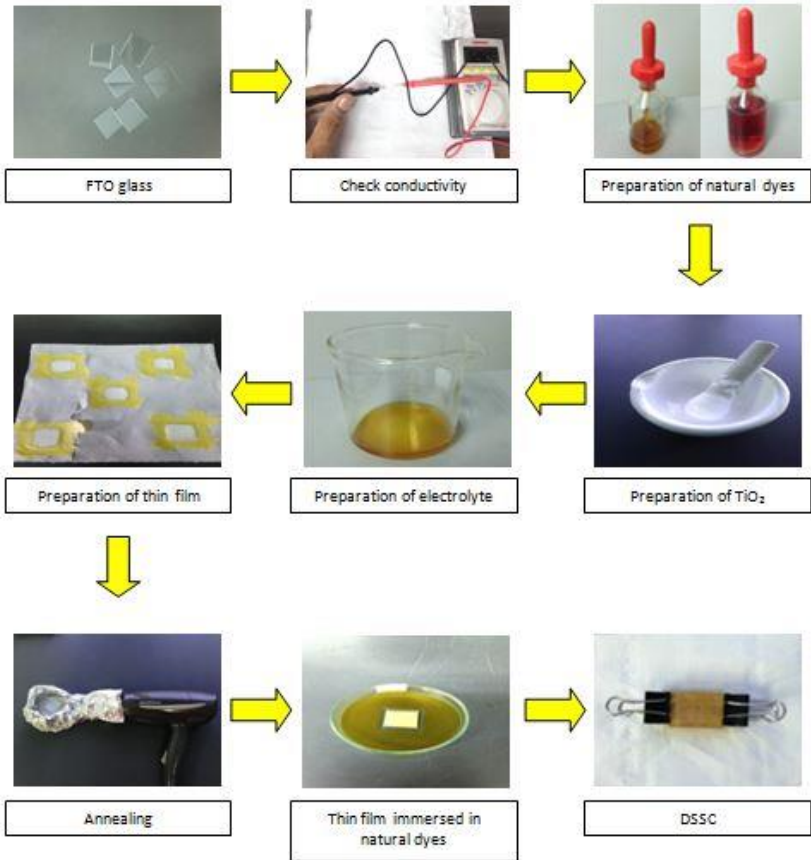 FTO glass
Check conductivity
Preparation of natural dyes
Preparation of thin film
Preparation of electrolyte
Preparation of TiO₂
Annealing
Thin film immersed in
natural dyes
DSSC